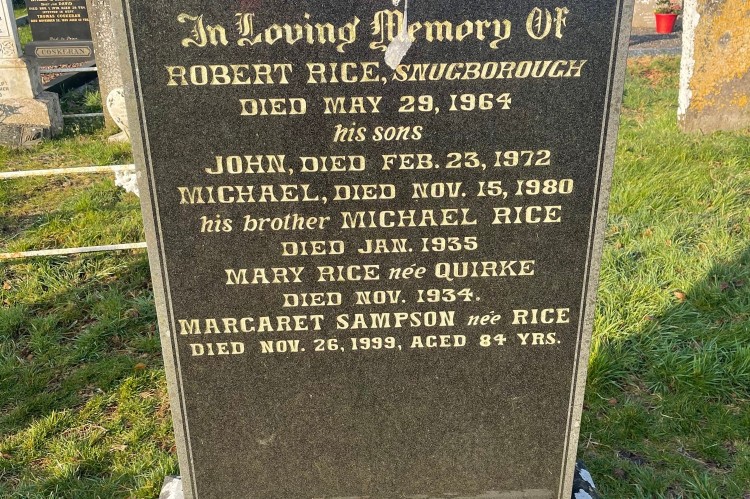 In Loving Memory Of
ROBERT RICE, SNUGBOROUGH
DIED MAY 29, 1964
his sons
JOHN, DIED FEB. 23, 1972
MICHAEL, DIED NOV. 15, 1980
his brother MICHAEL RICE
DIED JAN. 1935
MARY RICE née QUIRKE
DIED NOV. 1934.
MARGARET SAMPSON née RICE
DIED NOV. 26, 1999, AGED 84 YRS.